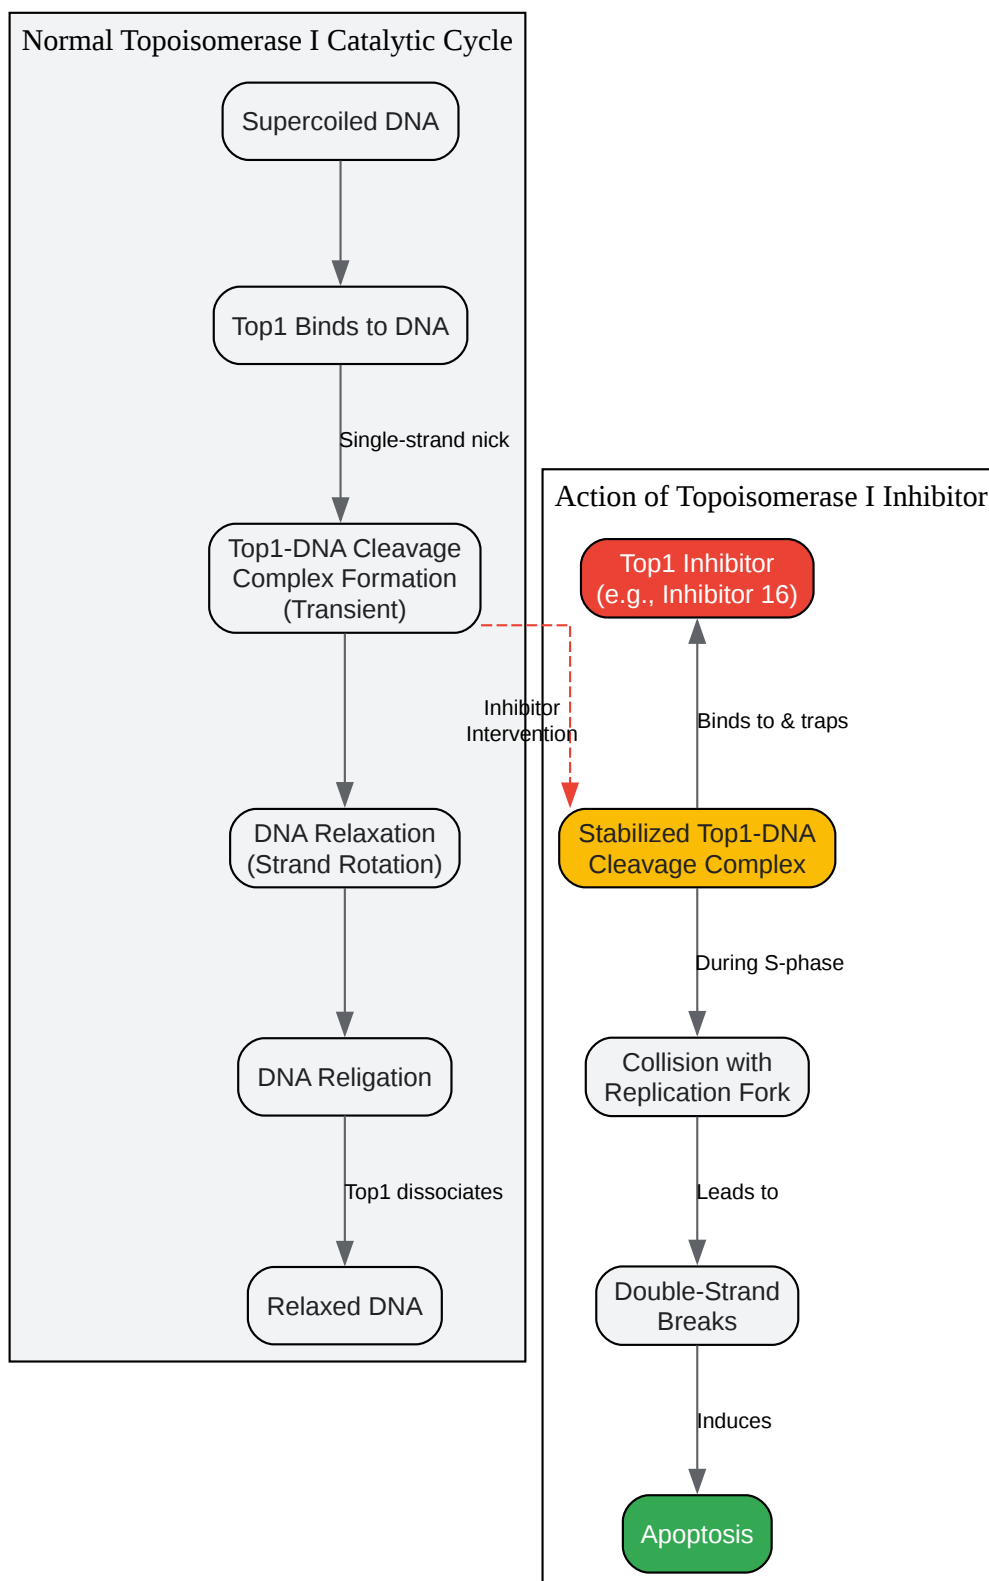 Normal Topoisomerase I Catalytic Cycle
Supercoiled DNA
Top1 Binds to DNA
Single-strand nick
Top1-DNA Cleavage
Complex Formation
(Transient)
DNA Relaxation
(Strand Rotation)
DNA Religation
Top1 dissociates
Relaxed DNA
Inhibitor
Intervention
Action of Topoisomerase I Inhibitor
Top1 Inhibitor
(e.g., Inhibitor 16)
Binds to & traps
Stabilized Top1-DNA
Cleavage Complex
During S-phase
Collision with
Replication Fork
Leads to
Double-Strand
Breaks
Induces
Apoptosis